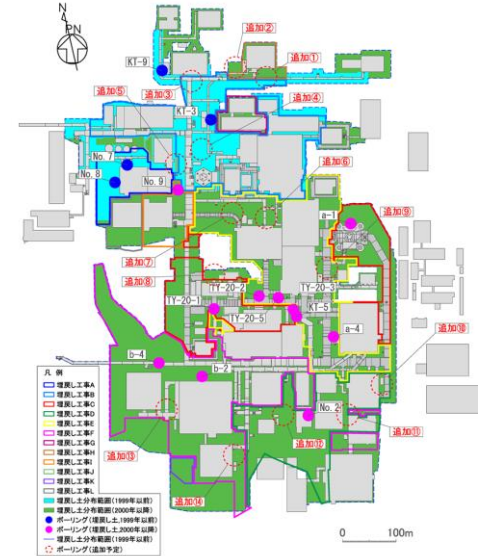 N
KT-9
追加②
追加①
追加③
追加⑤
KT-3
追加④
No. 7
No. 8
No. 9
追加⑥
a-1
追加⑨
追加⑦
追加⑧
TY-20-2
TY-20-3
TY-20-1
TY-20-5
KT-5
a-4
追加⑩
b-4
b-2
No. 2
追加⑪
追加⑫
追加⑬
追加⑭
凡 例
埋戻し工事A
埋戻し工事B
埋戻し工事C
埋戻し工事D
埋戻し工事E
埋戻し工事F
埋戻し工事G
埋戻し工事H
埋戻し工事I
埋戻し工事J
埋戻し工事K
埋戻し工事L
埋戻し土分布範囲(1999年以前)
埋戻し土分布範囲(2000年以降)
ボーリング(埋戻し土,1999年以前)
ボーリング(埋戻し土,2000年以降)
埋戻し土分布範囲(1999年以前)
ボーリング(追加予定)
0 100m